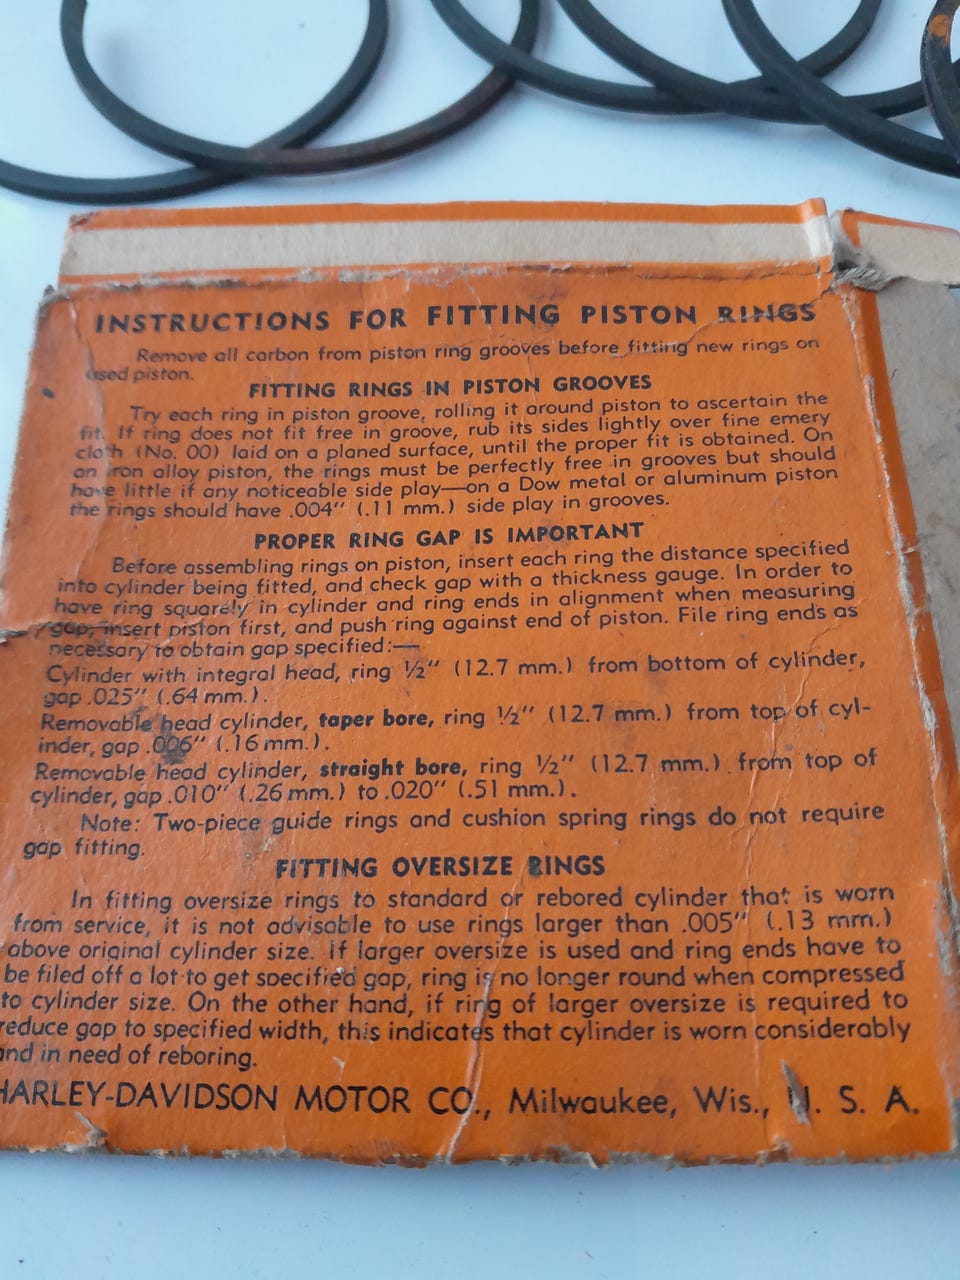 INSTRUCTIONS FOR FITTING PISTON RINGS
Remove all carbon from piston ring grooves before fitting new rings on
used piston.
FITTING RINGS IN PISTON GROOVES
Try each ring in piston groove, rolling it around piston to ascertain the
fit. If ring does not fit free in groove, rub its sides lightly over fine emery
cloth (No. 00) laid on a planed surface, until the proper fit is obtained. On
an iron alloy piston, the rings must be perfectly free in grooves but should
have little if any noticeable side play—on a Dow metal or aluminum piston
the rings should have .004″ (.11 mm.) side play in grooves.
PROPER RING GAP IS IMPORTANT
Before assembling rings on piston, insert each ring the distance specified
into cylinder being fitted, and check gap with a thickness gauge. In order to
have ring squarely in cylinder and ring ends in alignment when measuring
gap, insert piston first, and push ring against end of piston. File ring ends as
necessary to obtain gap specified:—
Cylinder with integral head, ring ½″ (12.7 mm.) from bottom of cylinder,
gap .025″ (.64 mm.).
Removable head cylinder, taper bore, ring ½″ (12.7 mm.) from top of cyl-
inder, gap .006″ (.16 mm.).
Removable head cylinder, straight bore, ring ½″ (12.7 mm.) from top of
cylinder, gap .010″ (.26 mm.) to .020″ (.51 mm.).
Note: Two-piece guide rings and cushion spring rings do not require
gap fitting.
FITTING OVERSIZE RINGS
In fitting oversize rings to standard or rebored cylinder that is worn
from service, it is not advisable to use rings larger than .005″ (.13 mm.)
above original cylinder size. If larger oversize is used and ring ends have to
be filed off a lot to get specified gap, ring is no longer round when compressed
to cylinder size. On the other hand, if ring of larger oversize is required to
reduce gap to specified width, this indicates that cylinder is worn considerably
and in need of reboring.
HARLEY-DAVIDSON MOTOR CO., Milwaukee, Wis., U. S. A.